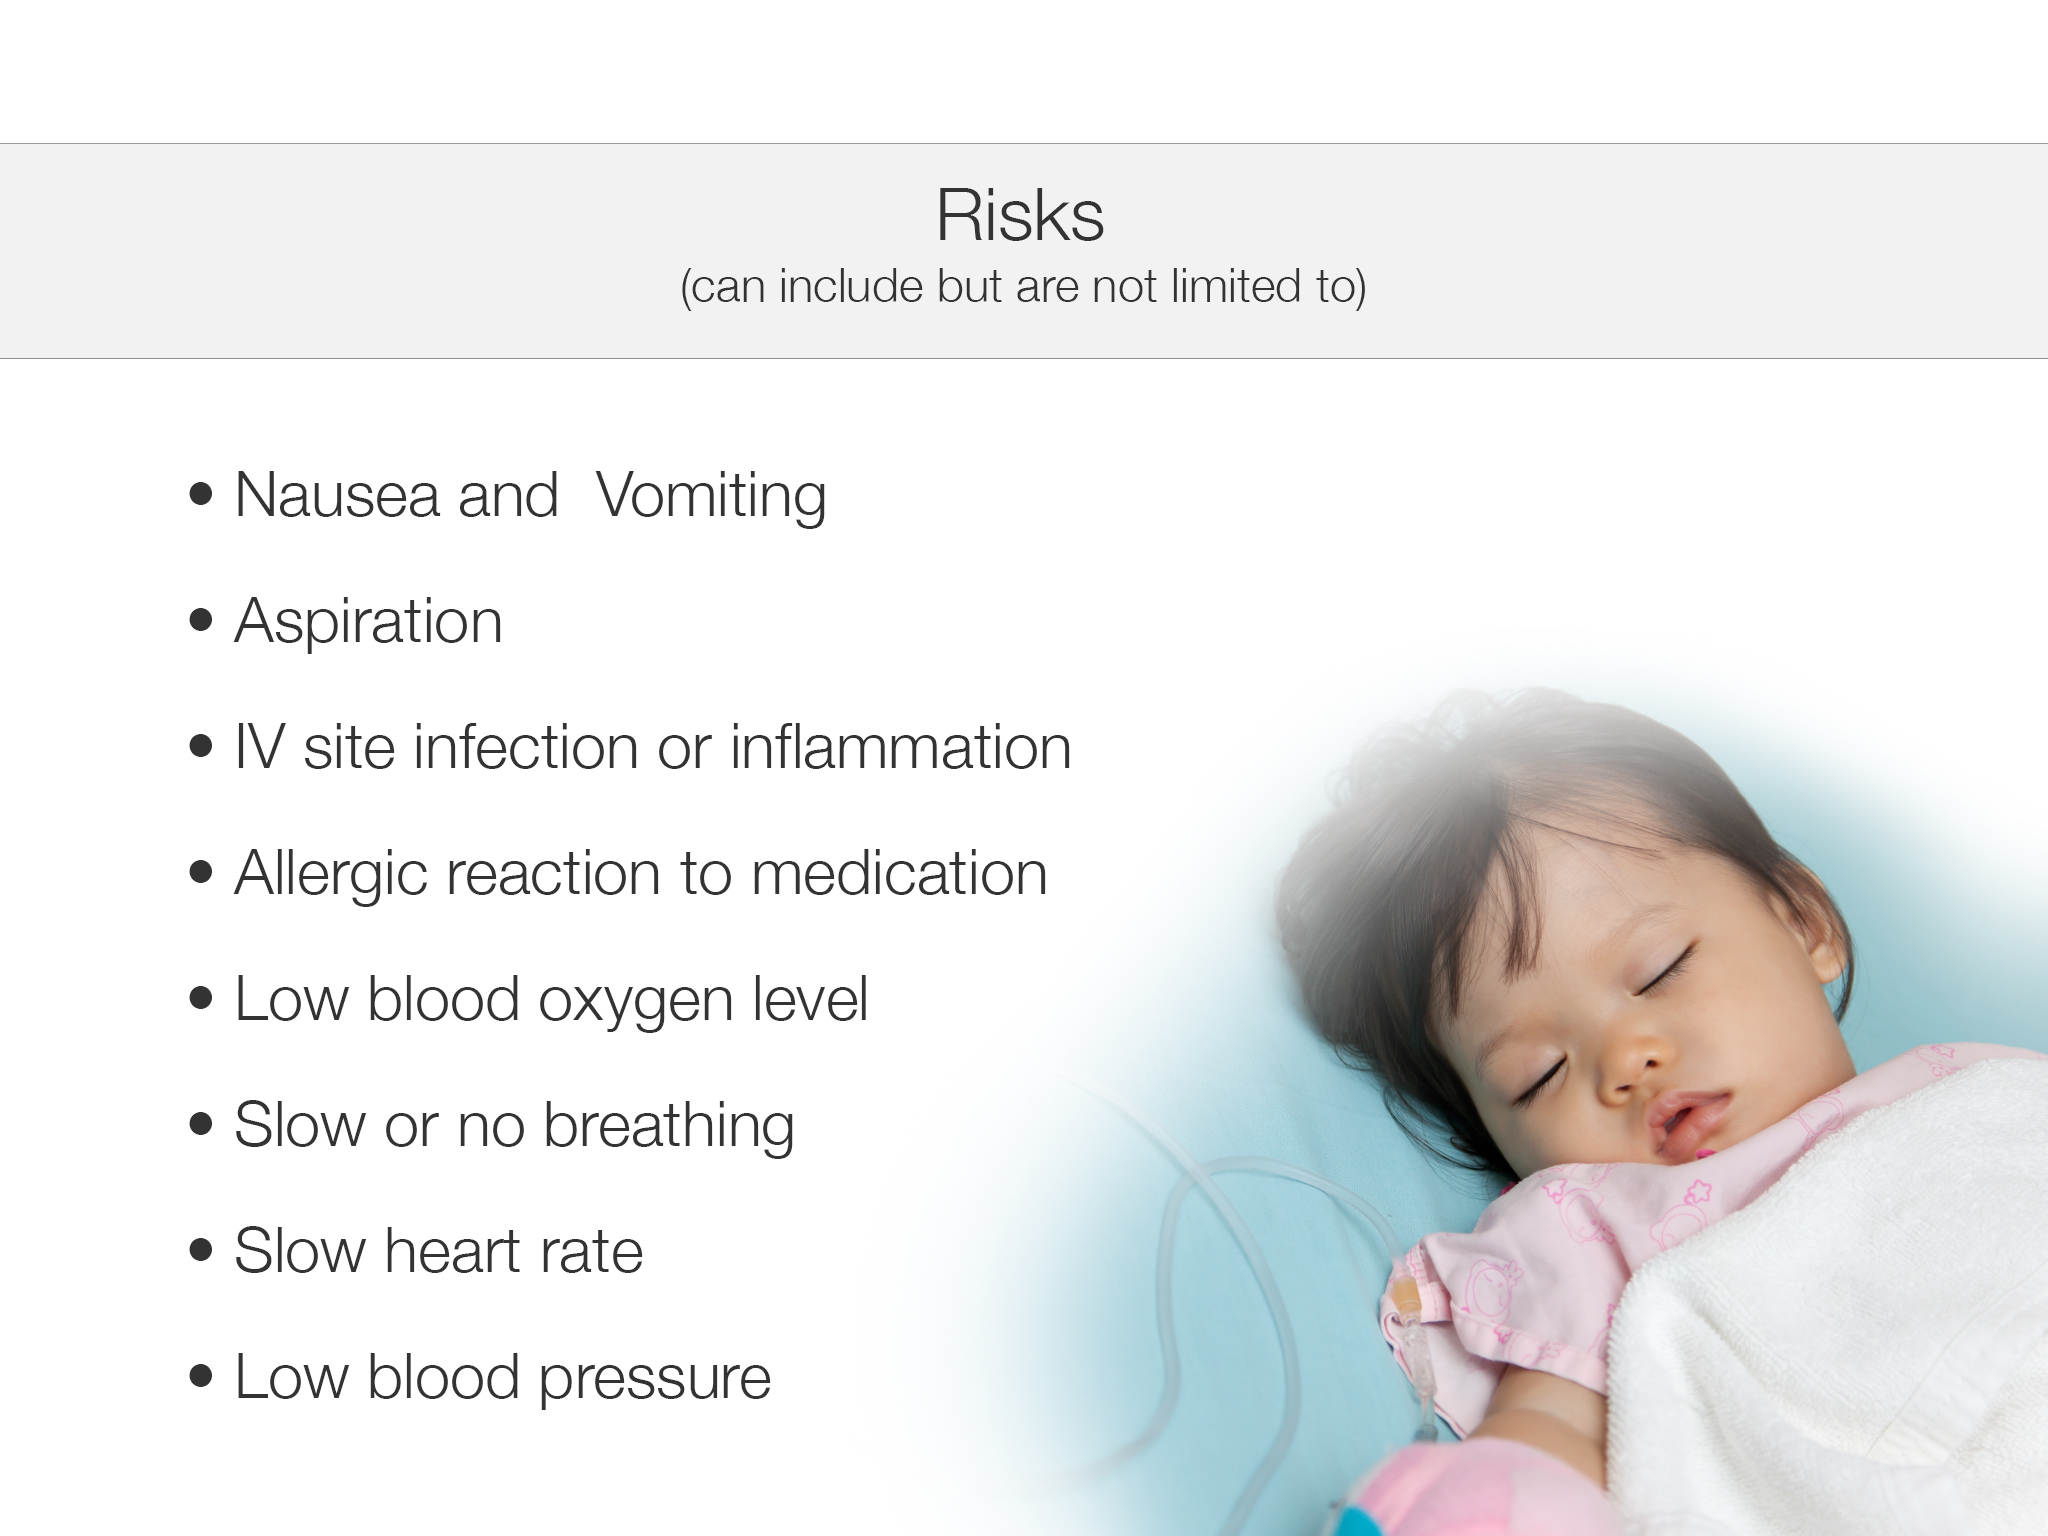 Risks
(can include but are not limited to)
• Nausea and  Vomiting
• Aspiration
• IV site infection or inflammation
• Allergic reaction to medication
• Low blood oxygen level
• Slow or no breathing
• Slow heart rate
• Low blood pressure